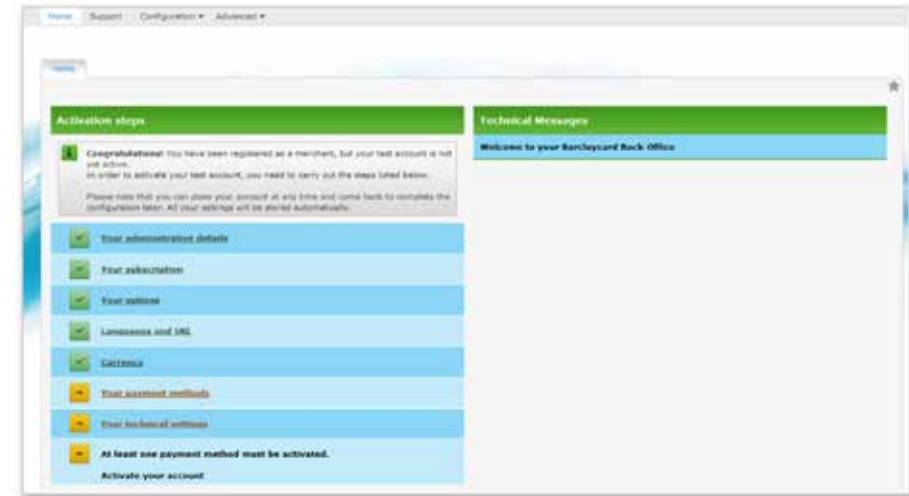 Home Support Configuration Advanced
Home
Activation steps
Congratulations! You have been registered as a merchant, but your test account is not
yet active.
In order to activate your test account, you need to carry out the steps listed below.
Please note that you can close your account at any time and come back to complete the
configuration later. All your settings will be stored automatically.
Your administrative details
Your subscription
Your options
Languages and URL
Currency
Your payment methods
Your technical settings
At least one payment method must be activated.
Activate your account
Technical Messages
Welcome to your Barclaycard Back Office